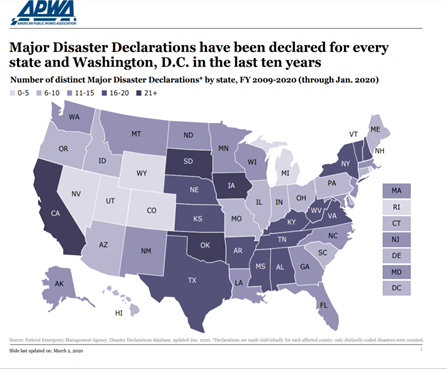 APWA
AMERICAN PUBLIC WORKS ASSOCIATION
Major Disaster Declarations have been declared for every
state and Washington, D.C. in the last ten years
Number of distinct Major Disaster Declarations* by state, FY 2009-2020 (through Jan. 2020)
0-5 6-10 11-15 16-20 21+
WA
MT
ND
MN
VT
ME
OR
ID
SD
WI
NY
NH
WY
MI
NV
UT
CO
NE
IA
IL
IN
OH
PA
MA
CA
KS
MO
KY
WV
VA
RI
CT
AZ
NM
OK
AR
TN
NC
NJ
TX
MS
AL
GA
SC
DE
AK
LA
MD
HI
FL
DC
Source: Federal Emergency Management Agency, Disaster Declarations database, updated Jan. 2020. *Declarations are made individually for each affected county; only distinctly-coded disasters were counted.
Slide last updated on: March 2, 2020
1